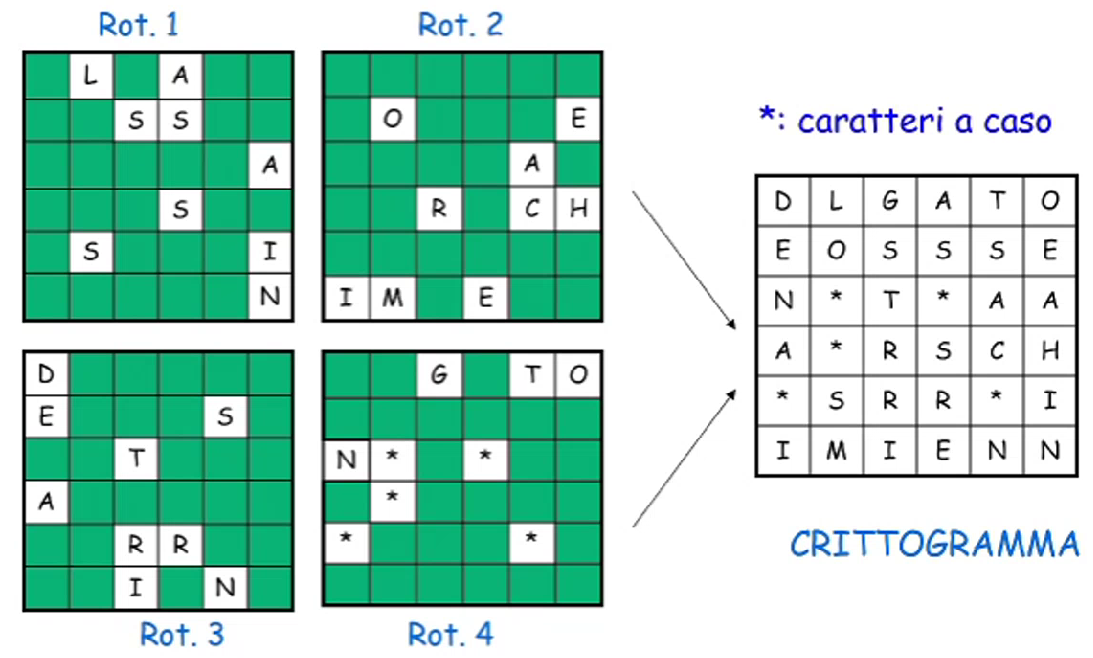 Rot. 1
L A
S S
A
S
S I
N
Rot. 2
O E
A
R C H
I M E
D
E S
T
A
R R
I N
Rot. 3
G T O
N * *
*
* *
Rot. 4
*: caratteri a caso
D L G A T O
E O S S S E
N * T * A A
A * R S C H
* S R R * I
I M I E N N
CRITTOGRAMMA